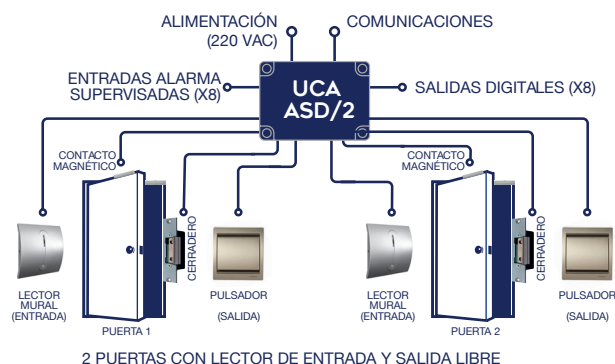 ALIMENTACIÓN
(220 VAC)
COMUNICACIONES
ENTRADAS ALARMA
SUPERVISADAS (X8)
UCA
ASD/2
SALIDAS DIGITALES (X8)
CONTACTO
MAGNÉTICO
CERRADERO
LECTOR
MURAL
(ENTRADA)
PUERTA 1
PULSADOR
(SALIDA)
CONTACTO
MAGNÉTICO
CERRADERO
LECTOR
MURAL
(ENTRADA)
PUERTA 2
PULSADOR
(SALIDA)
2 PUERTAS CON LECTOR DE ENTRADA Y SALIDA LIBRE